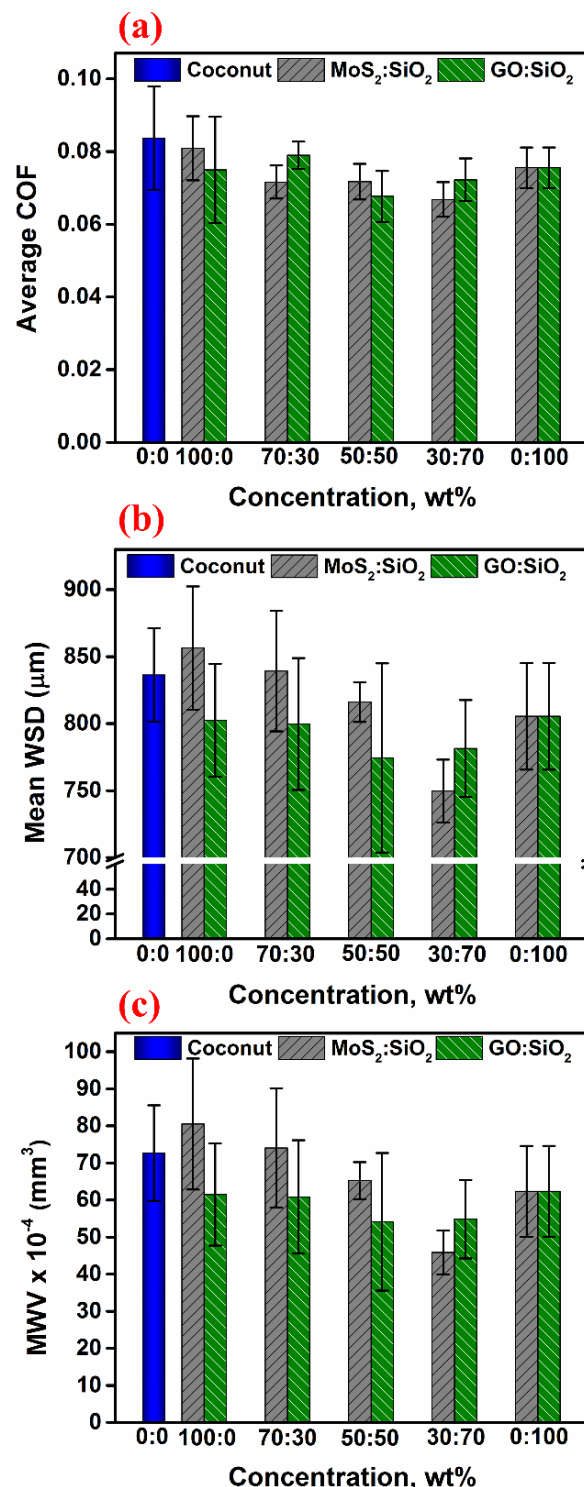 (a)
Coconut MoS₂:SiO₂ GO:SiO₂
0.10
0.08
0.06
0.04
0.02
0.00
Average COF
0:0 100:0 70:30 50:50 30:70 0:100
Concentration, wt%
(b)
Coconut MoS₂:SiO₂ GO:SiO₂
900
850
800
750
700
40
20
0
Mean WSD (μm)
0:0 100:0 70:30 50:50 30:70 0:100
Concentration, wt%
(c)
Coconut MoS₂:SiO₂ GO:SiO₂
100
90
80
70
60
50
40
30
20
10
0
MWV x 10⁻⁴ (mm³)
0:0 100:0 70:30 50:50 30:70 0:100
Concentration, wt%